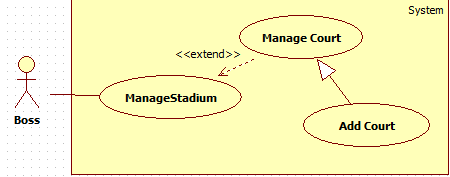 System
Manage Court
<<extend>>
ManageStadium
Boss
Add Court